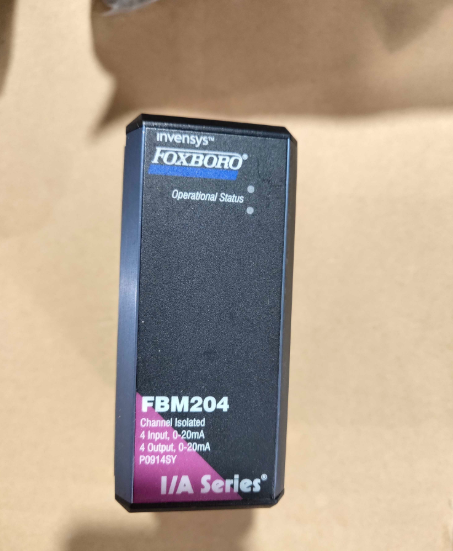 invensys™
FOXBORO®
Operational Status
FBM204
Channel Isolated
4 Input, 0-20mA
4 Output, 0-20mA
P0914SY
I/A Series®